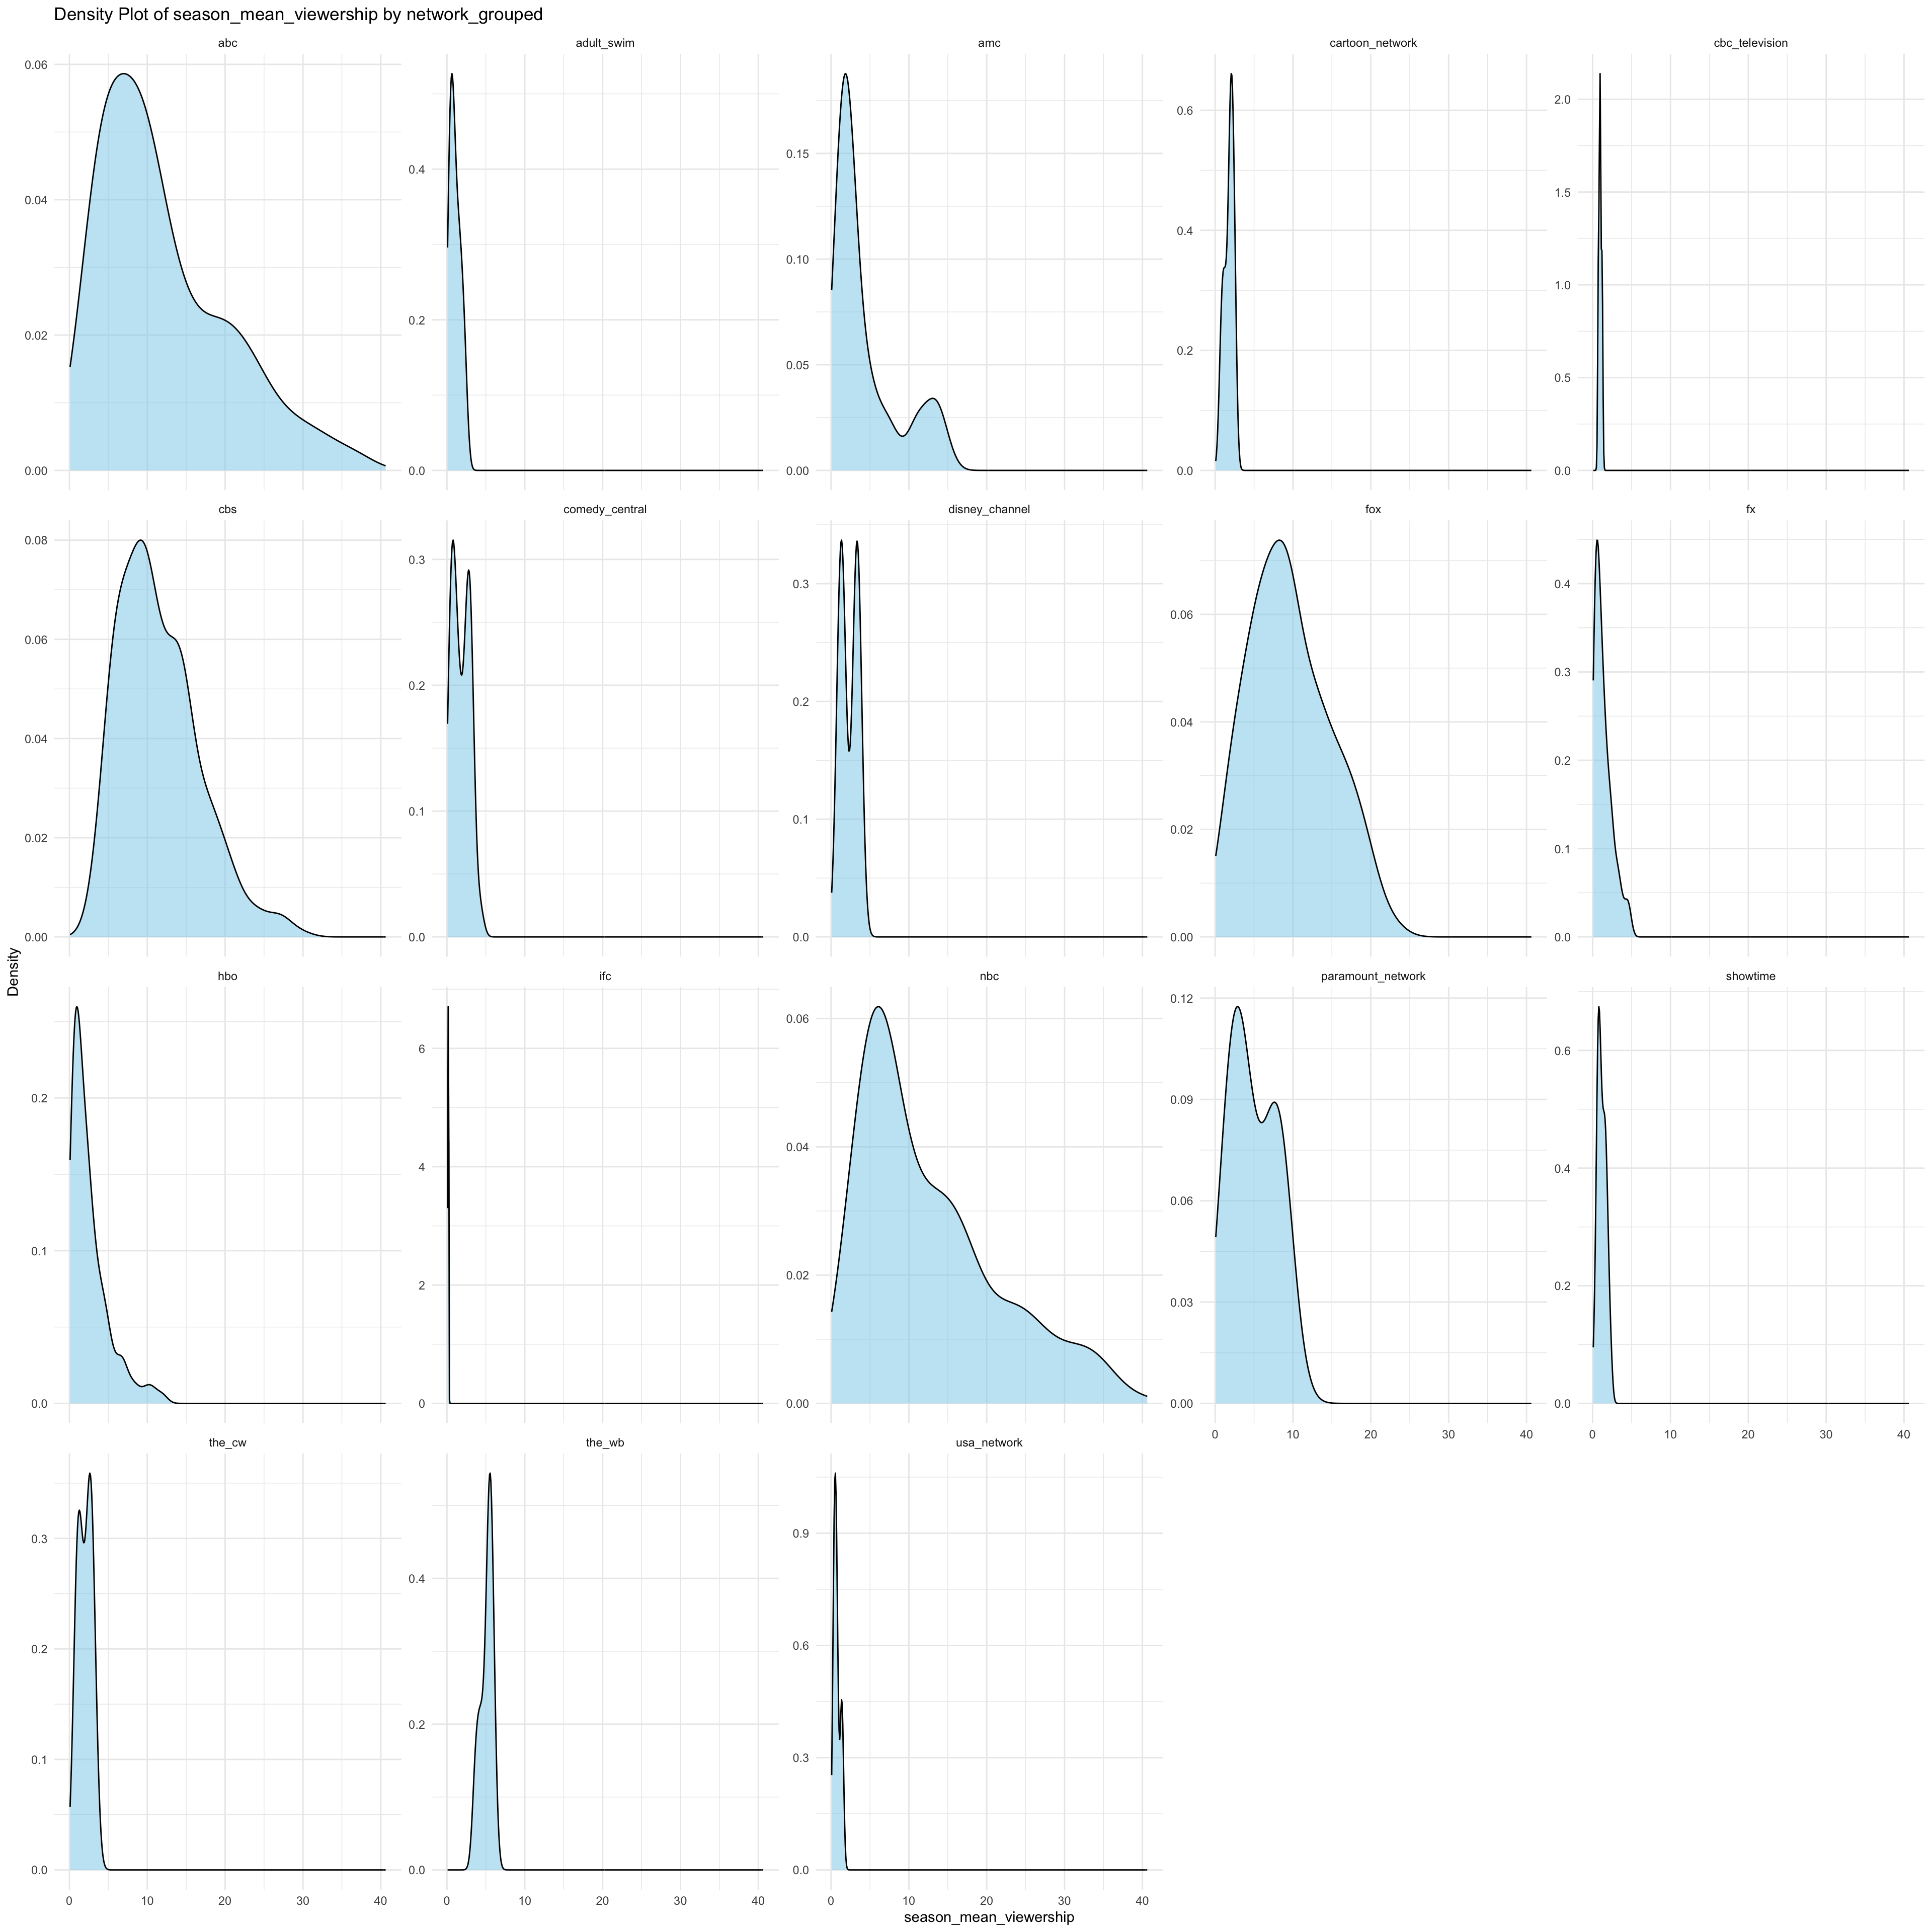 Density Plot of season_mean_viewership by network_grouped
abc
adult_swim
amc
cartoon_network
cbc_television
0.06
0.04
0.02
0.00
0.4
0.2
0.0
0.15
0.10
0.05
0.00
0.6
0.4
0.2
0.0
2.0
1.5
1.0
0.5
0.0
cbs
comedy_central
disney_channel
fox
fx
0.08
0.06
0.04
0.02
0.00
0.3
0.2
0.1
0.0
0.3
0.2
0.1
0.0
0.06
0.04
0.02
0.00
0.4
0.3
0.2
0.1
0.0
Density
hbo
ifc
nbc
paramount_network
showtime
0.2
0.1
0.0
6
4
2
0
0.06
0.04
0.02
0.00
0.12
0.09
0.06
0.03
0.00
0.6
0.4
0.2
0.0
0 10 20 30 40
0 10 20 30 40
the_cw
the_wb
usa_network
0.3
0.2
0.1
0.0
0.4
0.2
0.0
0.9
0.6
0.3
0.0
0 10 20 30 40
0 10 20 30 40
0 10 20 30 40
season_mean_viewership